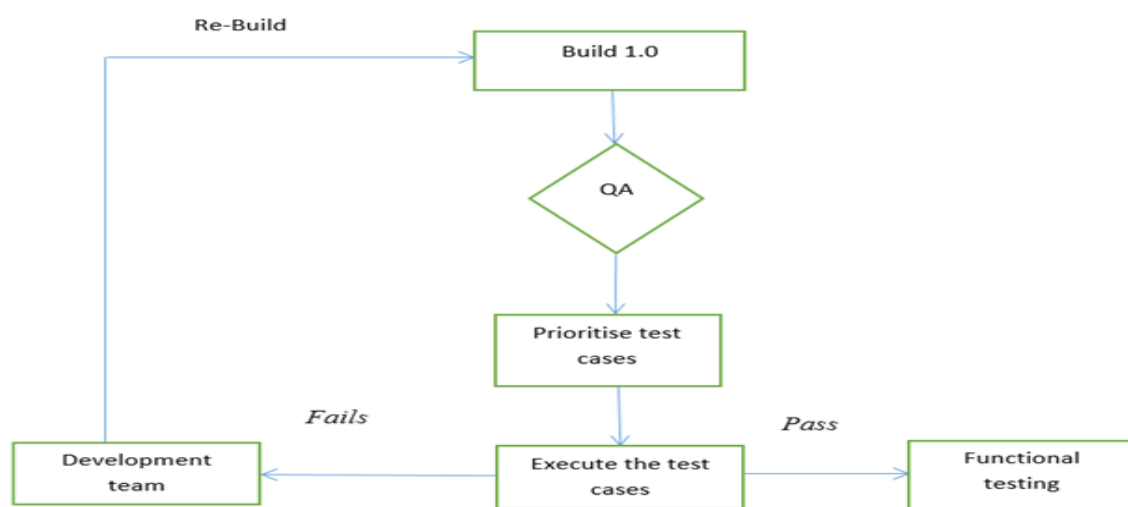 Re-Build
Build 1.0
QA
Prioritise test
cases
Fails
Pass
Development
team
Execute the test
cases
Functional
testing